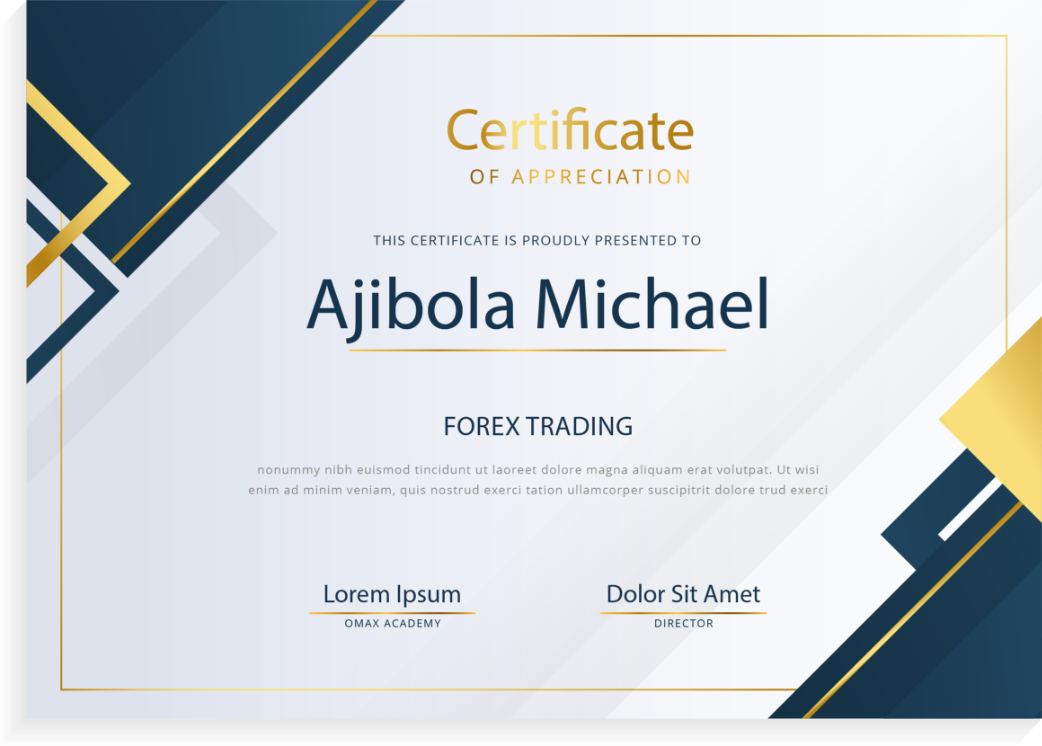 Certificate
OF APPRECIATION
THIS CERTIFICATE IS PROUDLY PRESENTED TO
Ajibola Michael
FOREX TRADING
nonummy nibh euismod tincidunt ut laoreet dolore magna aliquam erat volutpat. Ut wisi
enim ad minim veniam, quis nostrud exerci tation ullamcorper suscipitrit dolore trud exerci
Lorem Ipsum Dolor Sit Amet
OMAX ACADEMY DIRECTOR